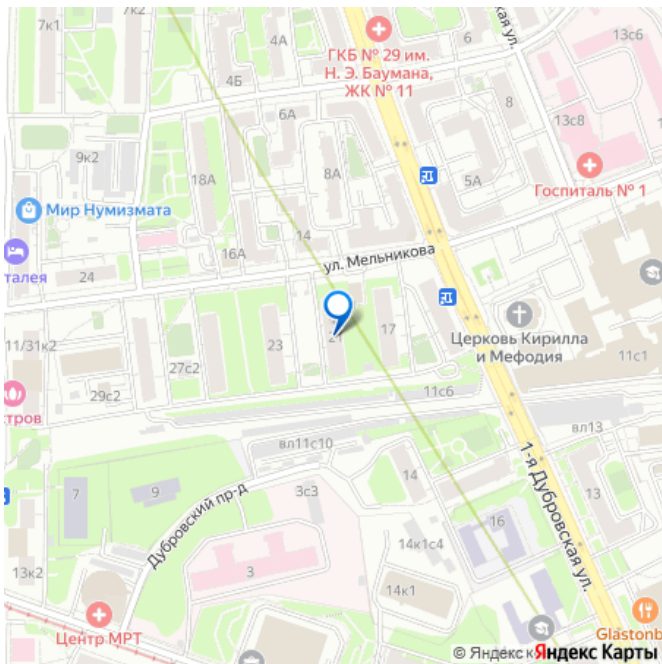 7к1
7к2
4А
ская ул.
13с6
ГКБ № 29 им.
Н. Э. Баумана,
ЖК № 11
4Б
6А
8
13с8
9к2
18А
8А
5А
Госпиталь № 1
Мир Нумизмата
14
16А
талея
24
ул. Мельникова
21
17
23
Церковь Кирилла
и Мефодия
11/31к2
27с2
11с1
29с2
11с6
стров
вл11с10
вл13
1-я Дубровская ул.
14
7
9
3с3
13
Дубровский пр-д
16
14к1с4
3
14к1
13к2
Центр МРТ
Glastonb
© Яндекс к
Яндекс Карты